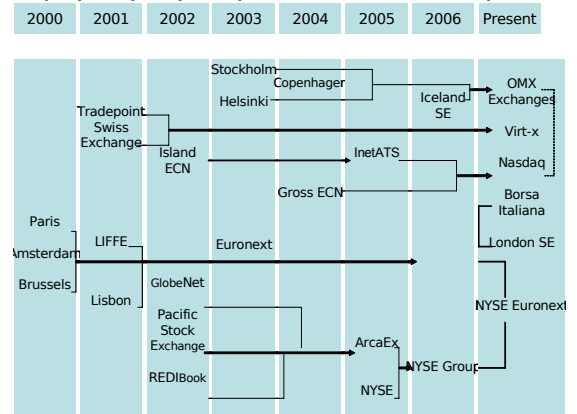 2000 2001 2002 2003 2004 2005 2006 Present
Stockholm
Copenhager
Helsinki
Iceland
SE
OMX
Exchanges
Tradepoint
Swiss
Exchange
Virt-x
Island
ECN
InetATS
Nasdaq
Gross ECN
Borsa
Italiana
London SE
Paris
Amsterdam
Brussels
LIFFE
Lisbon
Euronext
GlobeNet
Pacific
Stock
Exchange
REDIBook
ArcaEx
NYSE
NYSE Group
NYSE Euronext